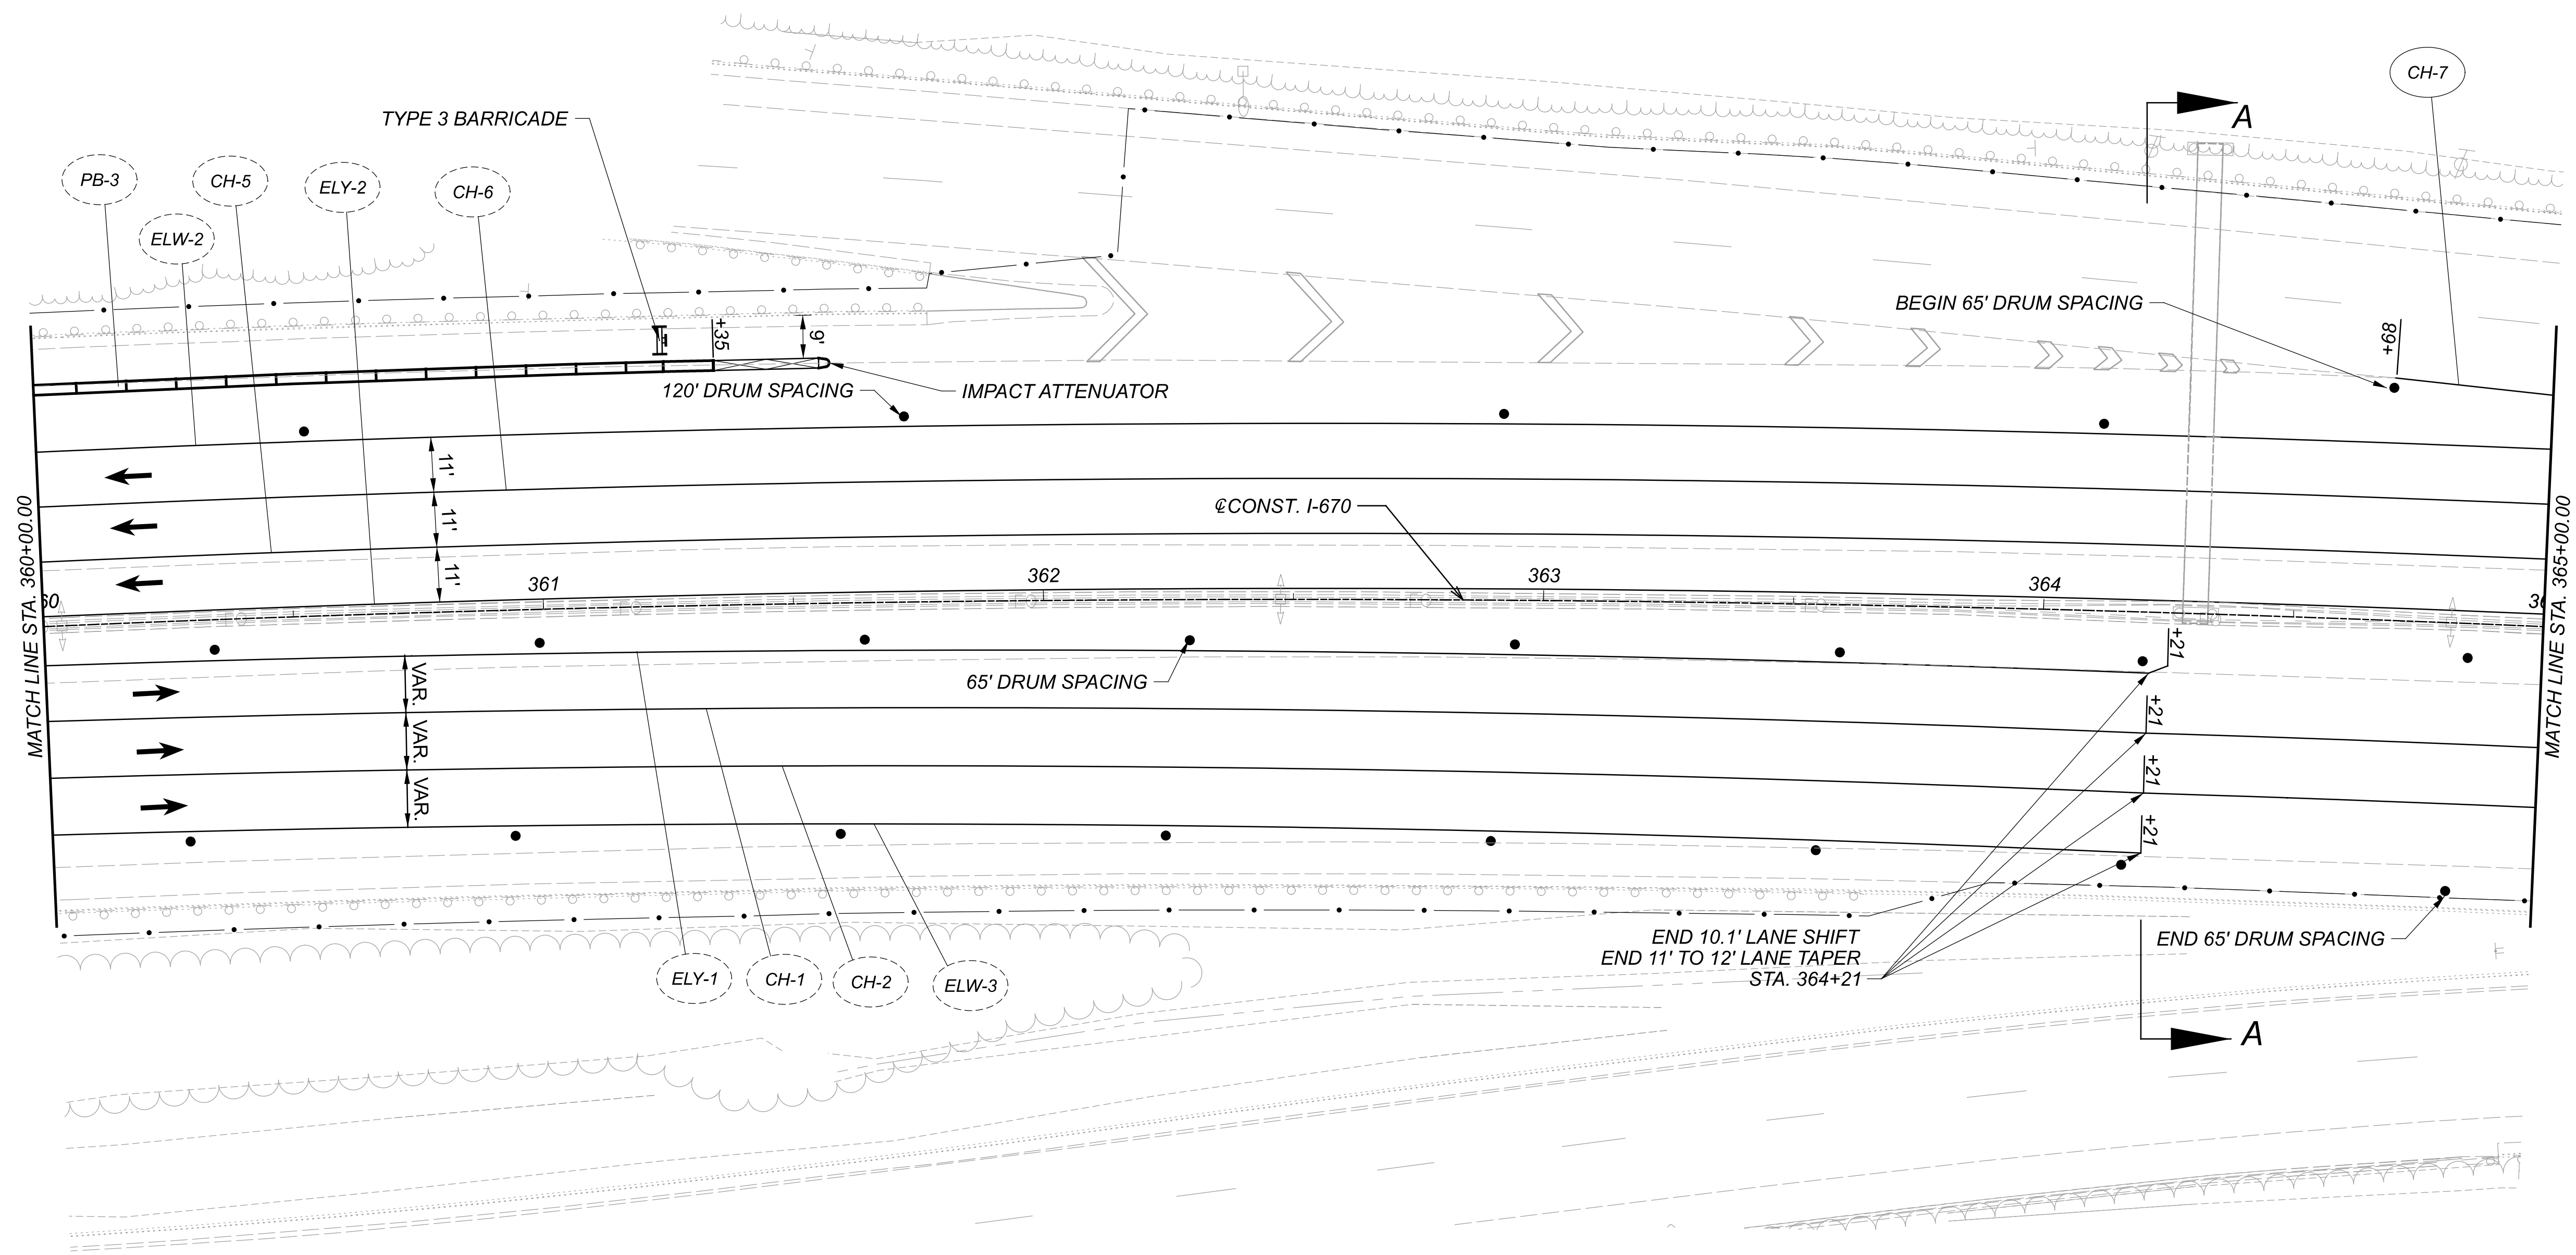 CH-7
A
TYPE 3 BARRICADE
PB-3
CH-5
ELY-2
CH-6
ELW-2
BEGIN 65' DRUM SPACING
+68
+35
9'
120' DRUM SPACING
IMPACT ATTENUATOR
11'
11'
11'
℄CONST. I-670
MATCH LINE STA. 360+00.00
MATCH LINE STA. 365+00.00
60
361
362
363
364
36
65' DRUM SPACING
VAR.
VAR.
VAR.
+21
+21
+21
+21
END 10.1' LANE SHIFT
END 11' TO 12' LANE TAPER
STA. 364+21
END 65' DRUM SPACING
ELY-1
CH-1
CH-2
ELW-3
A